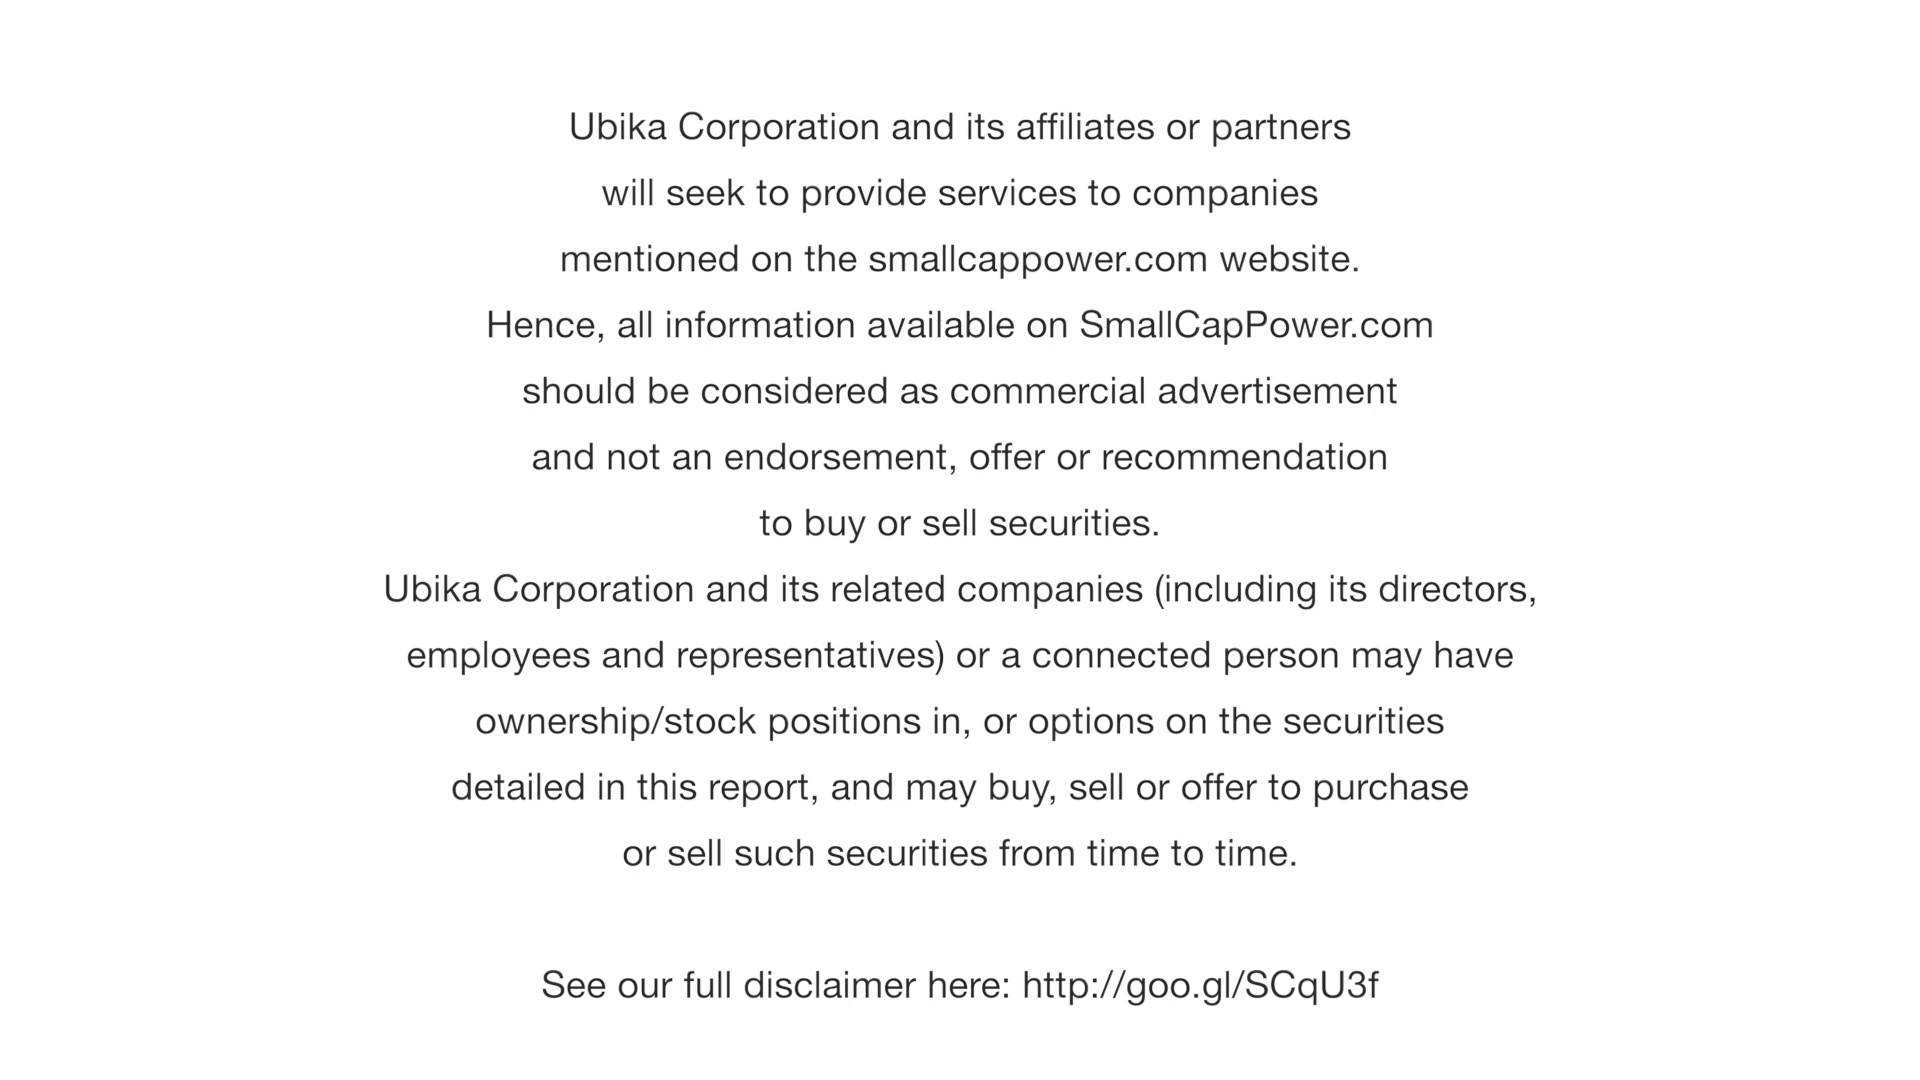 Ubika Corporation and its affiliates or partners
will seek to provide services to companies
mentioned on the smallcappower.com website.
Hence, all information available on SmallCapPower.com
should be considered as commercial advertisement
and not an endorsement, offer or recommendation
to buy or sell securities.
Ubika Corporation and its related companies (including its directors,
employees and representatives) or a connected person may have
ownership/stock positions in, or options on the securities
detailed in this report, and may buy, sell or offer to purchase
or sell such securities from time to time.
See our full disclaimer here: http://goo.gl/SCqU3f